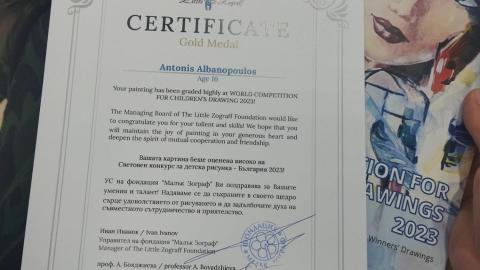 Little Zograff
CERTIFICATE
Gold Medal
Antonis Albanopoulos
Age 16
Your painting has been graded highly at WORLD COMPETITION
FOR CHILDREN'S DRAWING 2023!
The Managing Board of The Little Zograff Foundation would like
to congratulate you for your tallent and skills! We hope that you
will maintain the joy of painting in your generous heart and
deepen the spirit of mutual cooperation and friendship.
Вашата картина беше оценена високо на
Световен конкурс за детска рисунка - България 2023!
УС на фондация "Малък Зограф" Ви поздравява за Вашите
умения и талант! Надяваме се да съхраните в своето щедро
сърце удоволствието от рисуването и да задълбочите духа на
съвместното сътрудничество и приятелство.
Иван Иванов / Ivan Ivanov
Управител на фондация "Малък Зограф"
Manager of The Little Zograff Foundation
проф. А. Бояджиева / professor A. Boyadzhieva
TION FOR
AWINGS
2023
Winners' Drawings